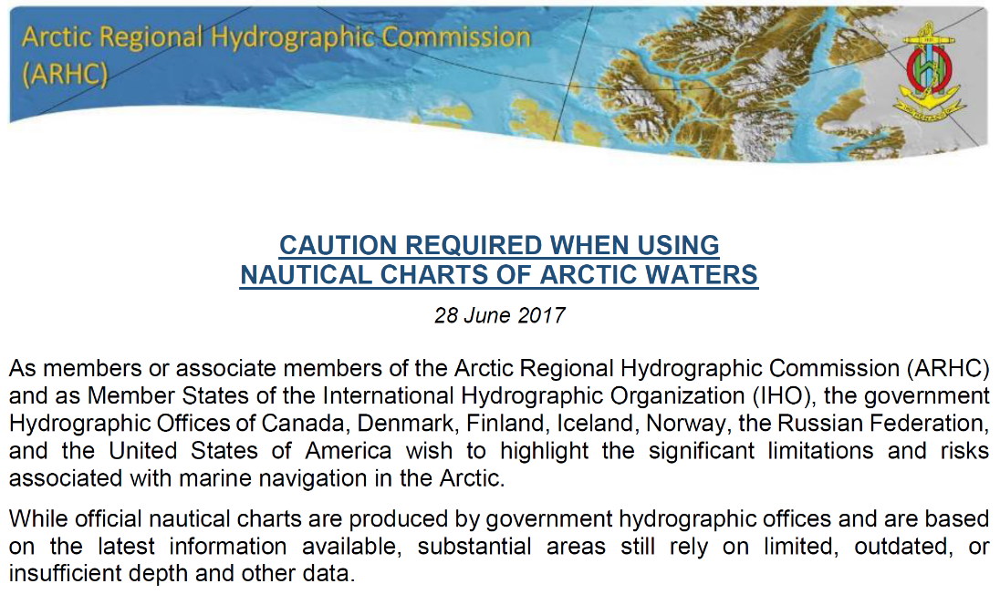 Arctic Regional Hydrographic Commission
(ARHC)
CAUTION REQUIRED WHEN USING
NAUTICAL CHARTS OF ARCTIC WATERS
28 June 2017
As members or associate members of the Arctic Regional Hydrographic Commission (ARHC)
and as Member States of the International Hydrographic Organization (IHO), the government
Hydrographic Offices of Canada, Denmark, Finland, Iceland, Norway, the Russian Federation,
and the United States of America wish to highlight the significant limitations and risks
associated with marine navigation in the Arctic.
While official nautical charts are produced by government hydrographic offices and are based
on the latest information available, substantial areas still rely on limited, outdated, or
insufficient depth and other data.